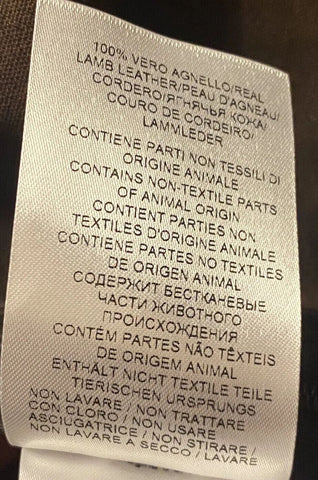 100% VERO AGNELLO/REAL
LAMB LEATHER/PEAU D'AGNEAU/
CORDERO/ЯГНЯЧЬЯ КОЖА/
COURO DE CORDEIRO/
LAMMLEDER
CONTIENE PARTI NON TESSILI DI
ORIGINE ANIMALE
CONTAINS NON-TEXTILE PARTS
OF ANIMAL ORIGIN
CONTIENT PARTIES NON
TEXTILES D'ORIGINE ANIMALE
CONTIENE PARTES NO TEXTILES
DE ORIGEN ANIMAL
СОДЕРЖИТ БЕСТКАНЕВЫЕ
ЧАСТИ ЖИВОТНОГО
ПРОИСХОЖДЕНИЯ
CONTÉM PARTES NÃO TÊXTEIS
DE ORIGEM ANIMAL
ENTHÄLT NICHT TEXTILE TEILE
TIERISCHEN URSPRUNGS
NON LAVARE / NON TRATTARE
CON CLORO / NON USARE
ASCIUGATRICE / NON STIRARE /
NON LAVARE A SECCO / LAVARE